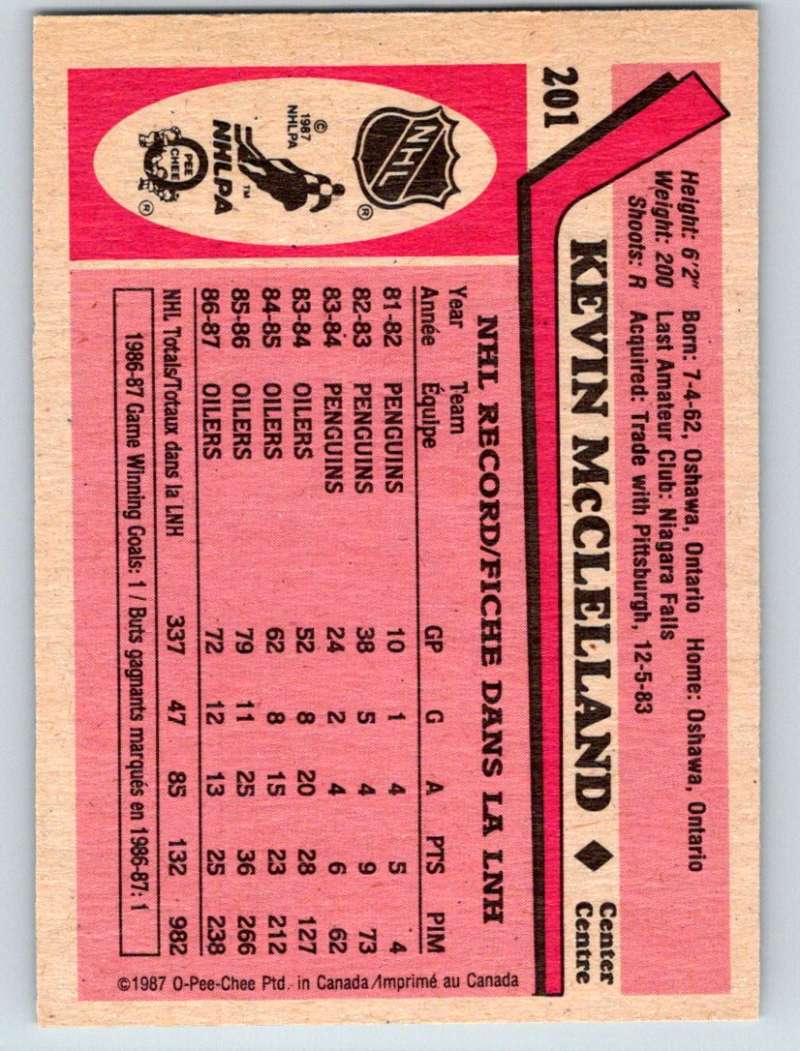 201
Height: 6'2" Born: 7-4-62, Oshawa, Ontario Home: Oshawa, Ontario
Weight: 200 Last Amateur Club: Niagara Falls
Shoots: R Acquired: Trade with Pittsburgh, 12-5-83
KEVIN McCLELLAND ◆ Center
Centre
NHL
®
© 1987 NHLPA
NHLPA
™
O PEE CHEE
®
NHL RECORD/FICHE DANS LA LNH
Year Team
Année Équipe GP G A PTS PIM
81-82 PENGUINS 10 1 4 5 4
82-83 PENGUINS 38 5 4 9 73
83-84 PENGUINS 24 2 4 6 62
83-84 OILERS 52 8 20 28 127
84-85 OILERS 62 8 15 23 212
85-86 OILERS 79 11 25 36 266
86-87 OILERS 72 12 13 25 238
NHL Totals/Totaux dans la LNH 337 47 85 132 982
1986-87 Game Winning Goals: 1 / Buts gagnants marqués en 1986-87: 1
©1987 O-Pee-Chee Ptd. in Canada/Imprimé au Canada